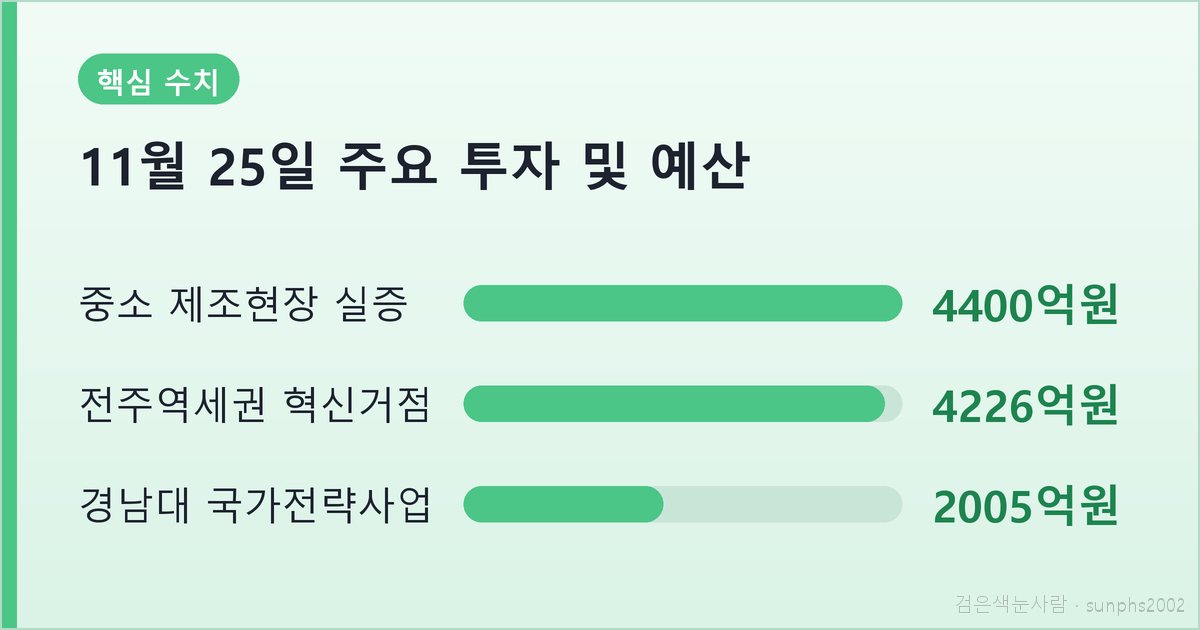 핵심 수치
11월 25일 주요 투자 및 예산
중소 제조현장 실증 4400억원
전주역세권 혁신거점 4226억원
경남대 국가전략사업 2005억원
검은색눈사람 · sunphs2002